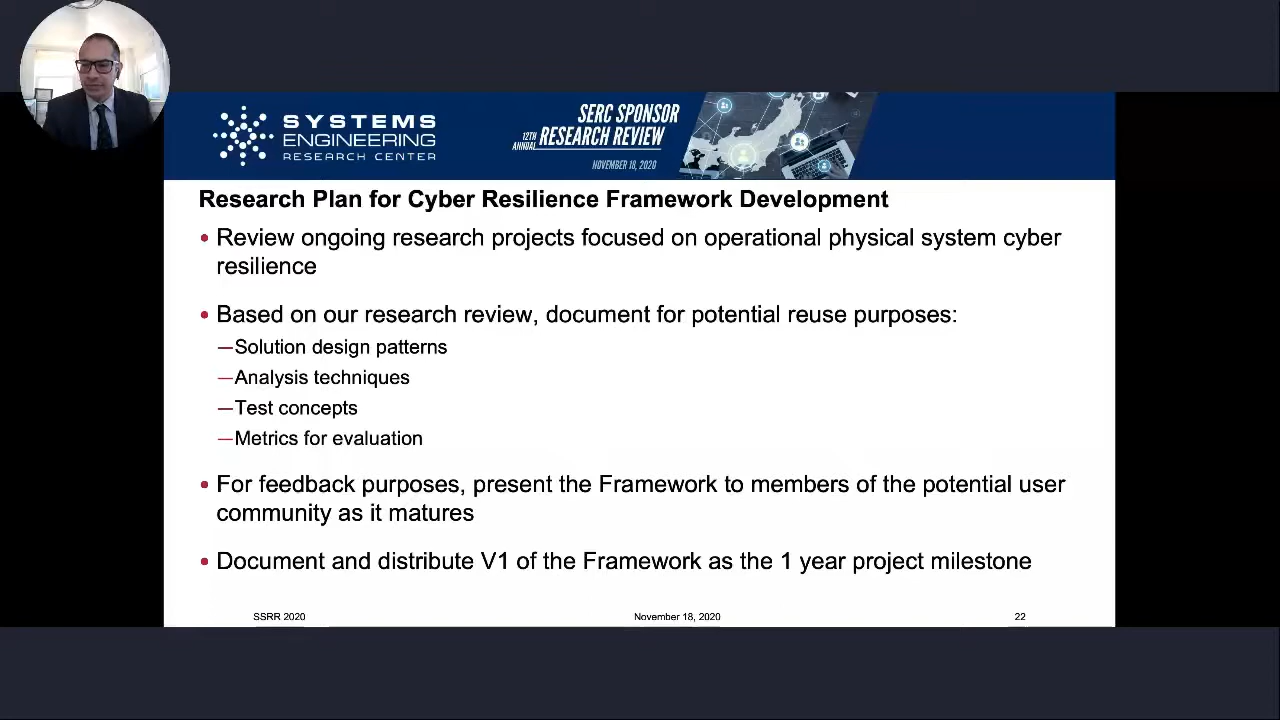 SYSTEMS
ENGINEERING
RESEARCH CENTER
SERC SPONSOR
12TH ANNUAL RESEARCH REVIEW
NOVEMBER 18, 2020
Research Plan for Cyber Resilience Framework Development
• Review ongoing research projects focused on operational physical system cyber
resilience
• Based on our research review, document for potential reuse purposes:
—Solution design patterns
—Analysis techniques
—Test concepts
—Metrics for evaluation
• For feedback purposes, present the Framework to members of the potential user
community as it matures
• Document and distribute V1 of the Framework as the 1 year project milestone
SSRR 2020
November 18, 2020
22